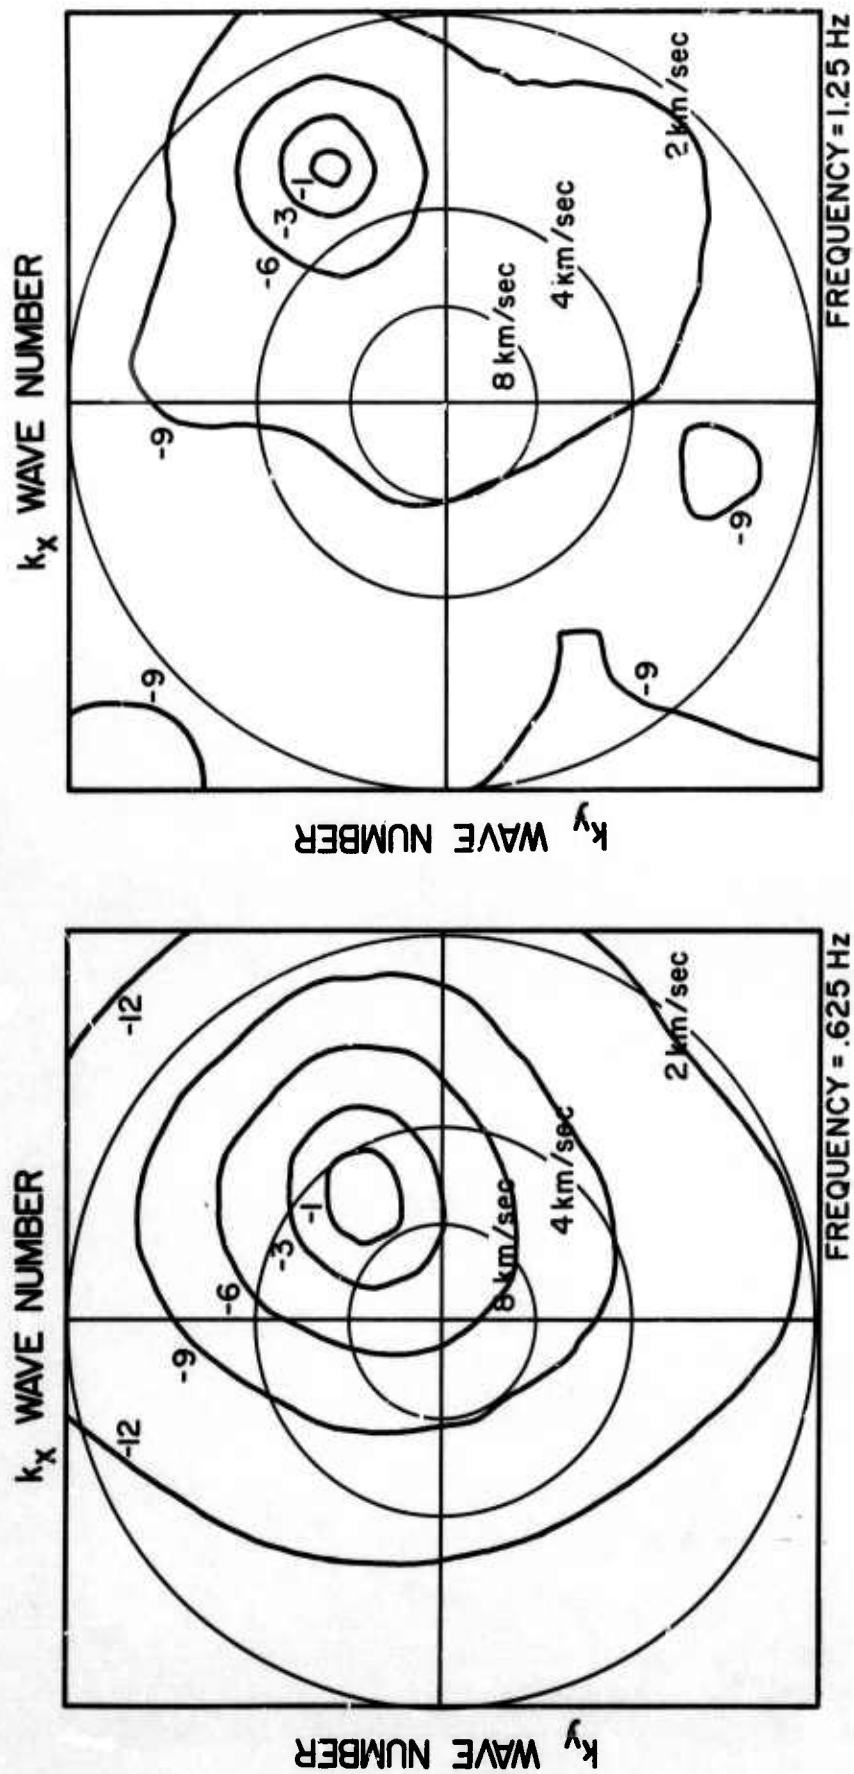 kx WAVE NUMBER
-9
-6
-3
-1
-9
2 km/sec
4 km/sec
8 km/sec
-9
-9
ky WAVE NUMBER
FREQUENCY = 1.25 Hz
kx WAVE NUMBER
-12
-12
-9
-6
-3
-1
2 km/sec
4 km/sec
8 km/sec
ky WAVE NUMBER
FREQUENCY = .625 Hz